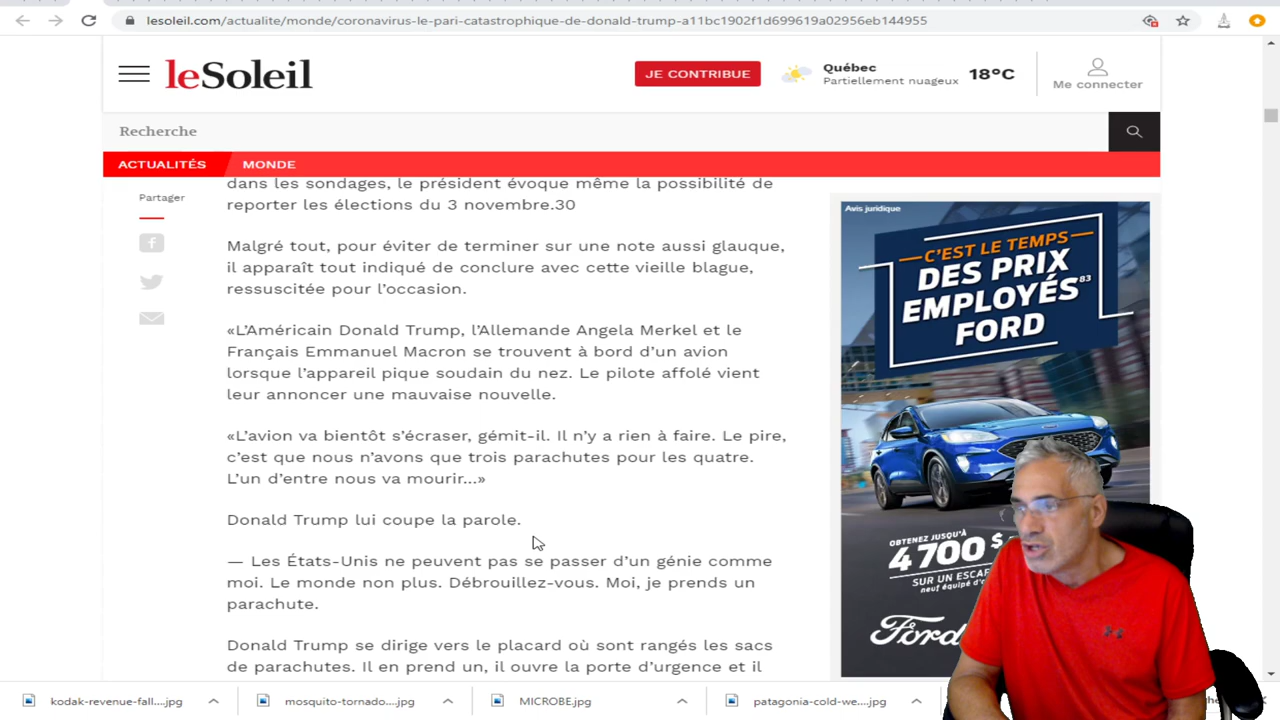 lesoleil.com/actualite/monde/coronavirus-le-pari-catastrophique-de-donald-trump-a11bc1902f1d699619a02956eb144955
leSoleil
JE CONTRIBUE
Québec
Partiellement nuageux
18°C
Me connecter
Recherche
ACTUALITÉS
MONDE
Partager
dans les sondages, le président évoque même la possibilité de
reporter les élections du 3 novembre.30
Malgré tout, pour éviter de terminer sur une note aussi glauque,
il apparaît tout indiqué de conclure avec cette vieille blague,
ressuscitée pour l'occasion.
«L'Américain Donald Trump, l'Allemande Angela Merkel et le
Français Emmanuel Macron se trouvent à bord d'un avion
lorsque l'appareil pique soudain du nez. Le pilote affolé vient
leur annoncer une mauvaise nouvelle.
«L'avion va bientôt s'écraser, gémit-il. Il n'y a rien à faire. Le pire,
c'est que nous n'avons que trois parachutes pour les quatre.
L'un d'entre nous va mourir...»
Donald Trump lui coupe la parole.
— Les États-Unis ne peuvent pas se passer d'un génie comme
moi. Le monde non plus. Débrouillez-vous. Moi, je prends un
parachute.
Donald Trump se dirige vers le placard où sont rangés les sacs
de parachutes. Il en prend un, il ouvre la porte d'urgence et il
Avis juridique
C'EST LE TEMPS
DES PRIX
EMPLOYÉS83
FORD
OBTENEZ JUSQU'À
4 700 $
SUR UN ESCAP
neuf équipé d'
Ford
kodak-revenue-fall....jpg
mosquito-tornado....jpg
MICROBE.jpg
patagonia-cold-we....jpg